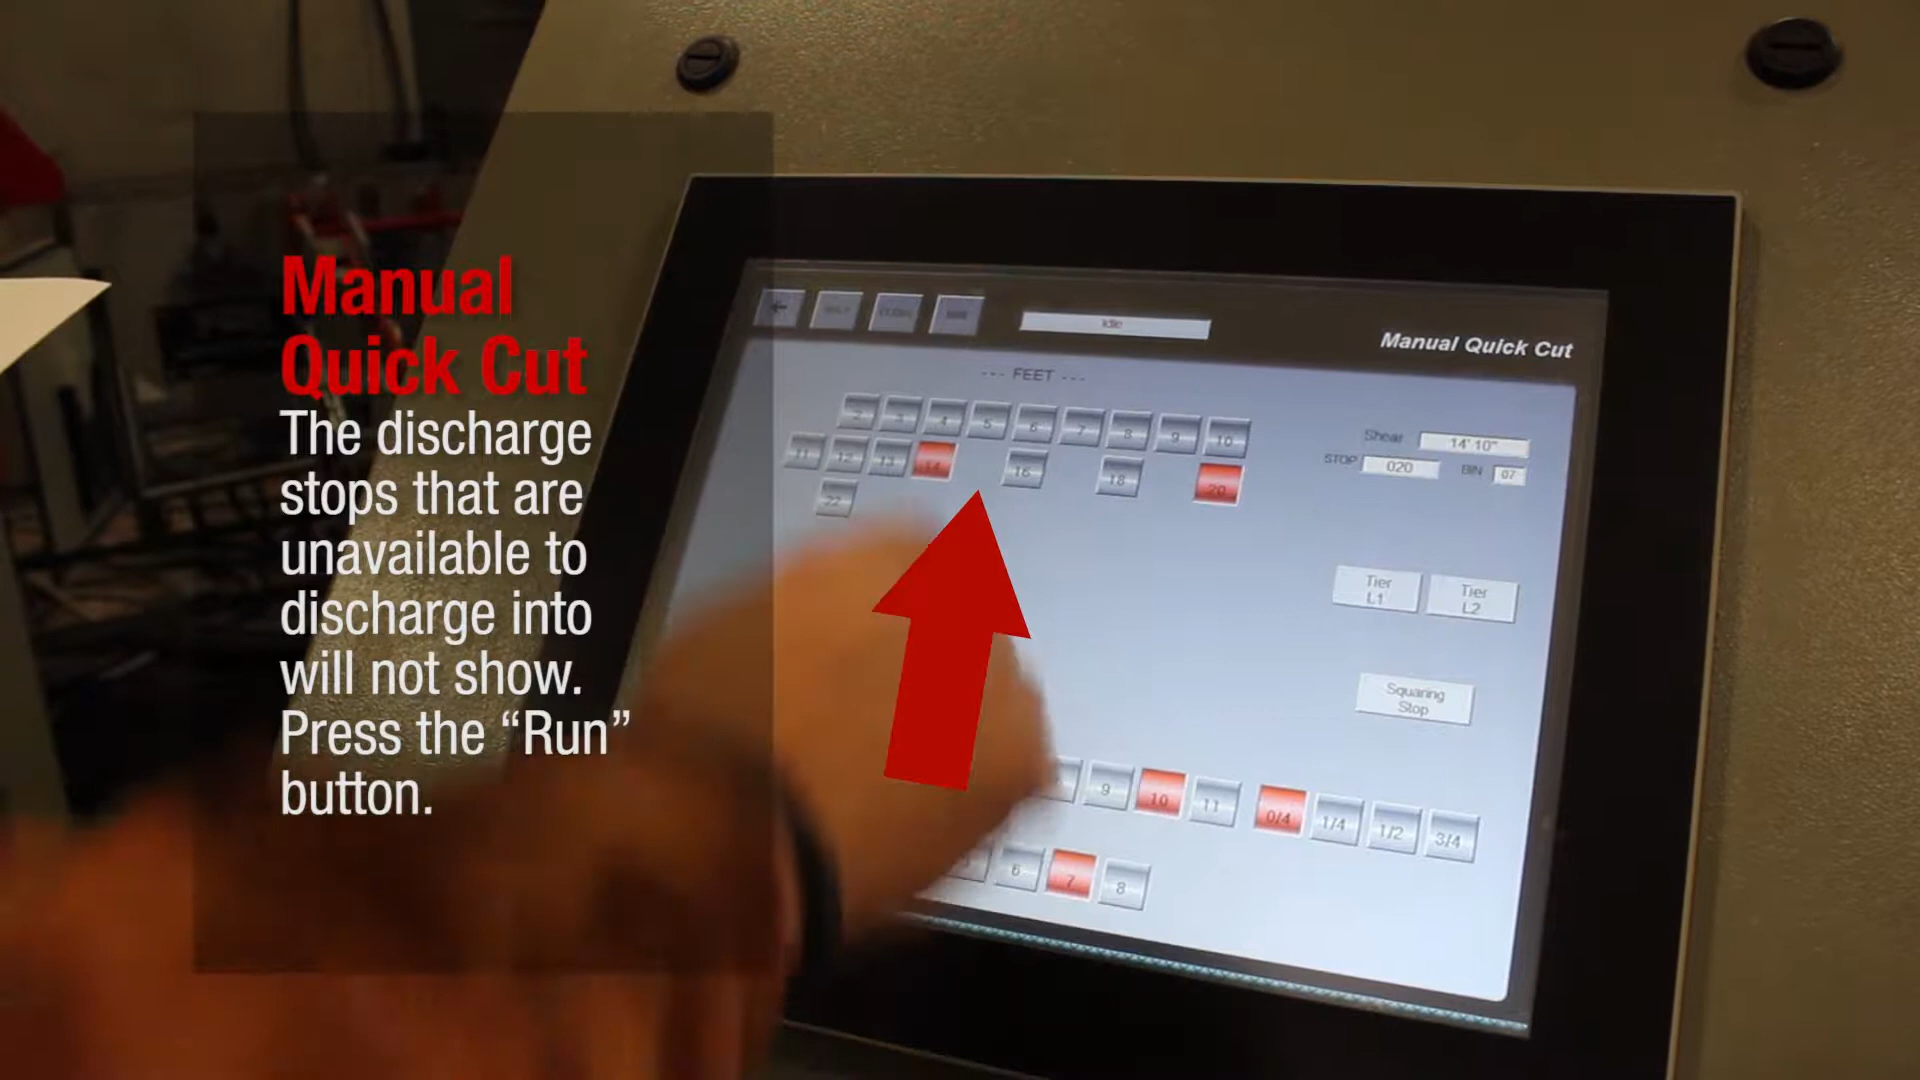 Manual
Quick Cut
The discharge
stops that are
unavailable to
discharge into
will not show.
Press the “Run”
button.
Idle
Manual Quick Cut
--- FEET ---
2 3 4 5 6 7 8 9 10
11 12 13 14 16 18 20
22
Shear 14' 10"
STOP 020 BIN 07
Tier L1
Tier L2
Squaring
Stop
9 10 11 0/4 1/4 1/2 3/4
6 7 8